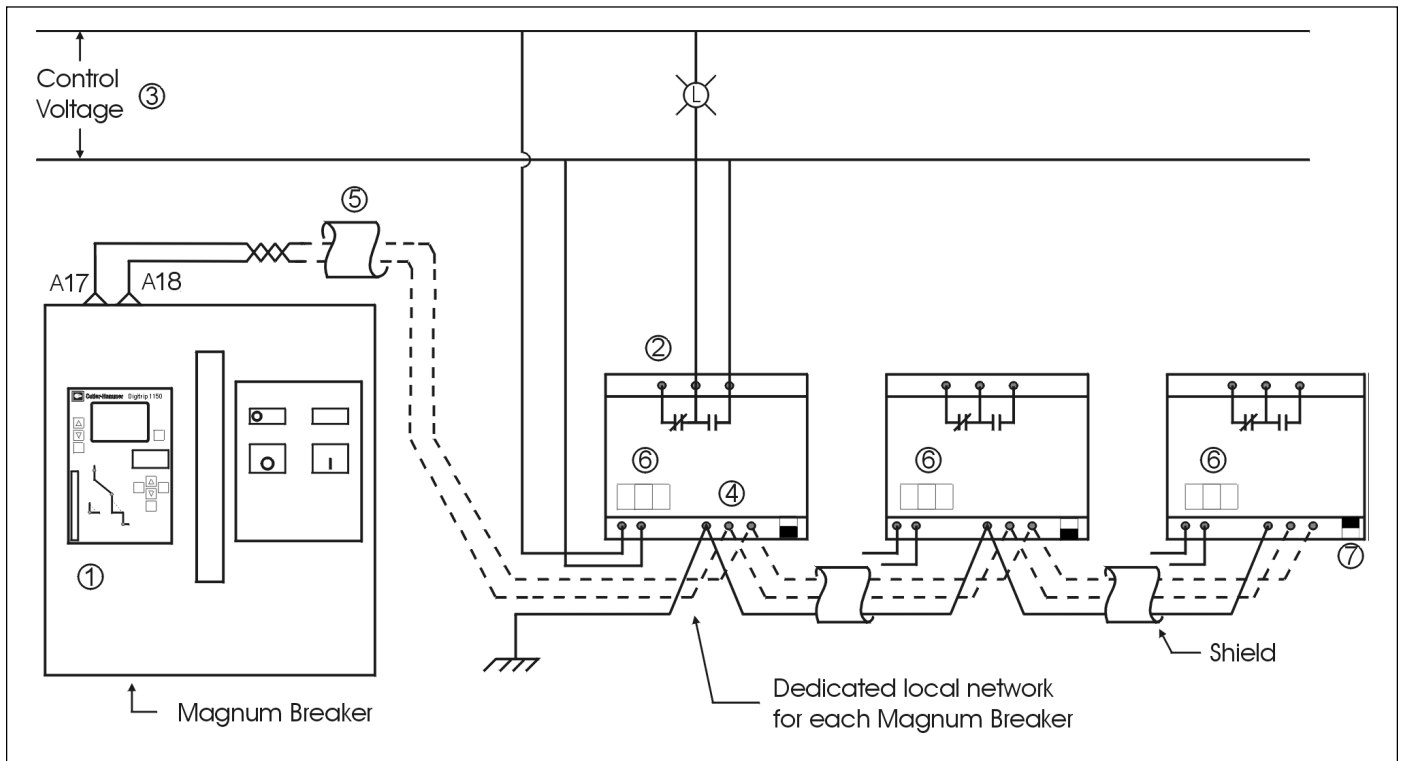 Control
Voltage ③
L
⑤
A17 A18
②
Cutler-Hammer Digitrip 1150
⑥ ⑥ ⑥
④
①
⑦
Shield
Dedicated local network
for each Magnum Breaker
Magnum Breaker